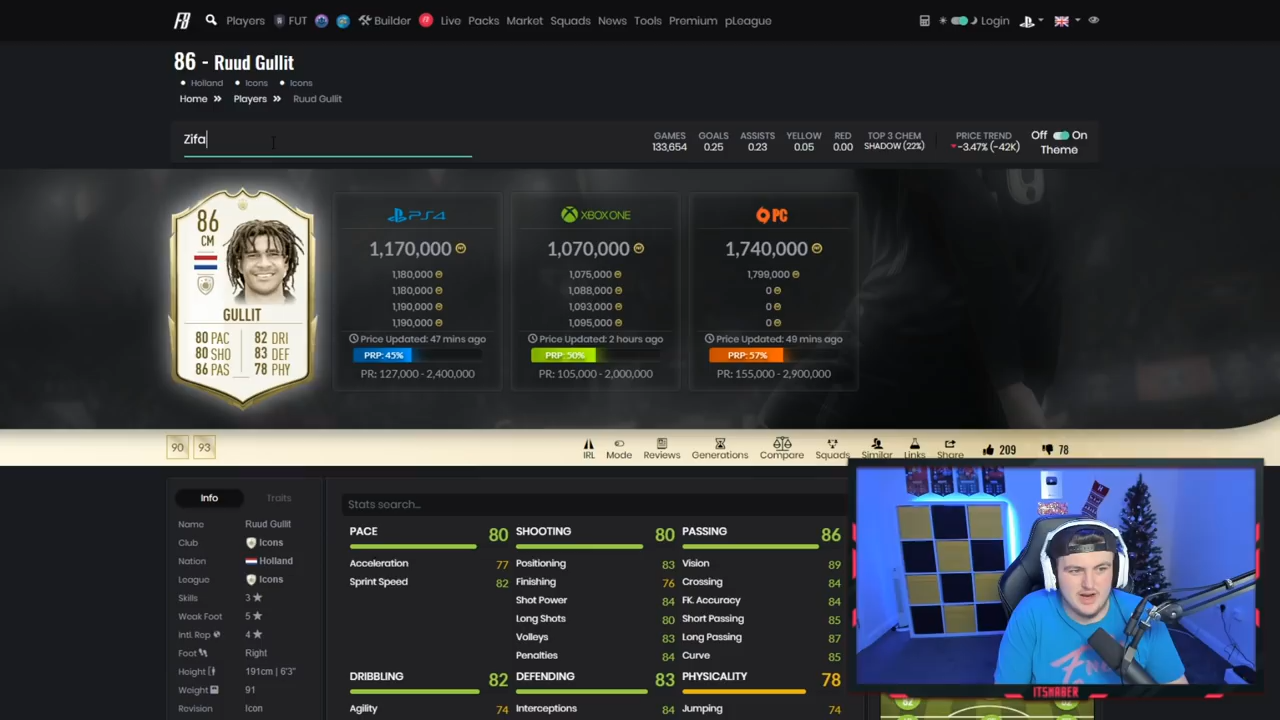 FB Players FUT Builder Live Packs Market Squads News Tools Premium pLeague Login
86 - Ruud Gullit
Holland Icons Icons
Home » Players » Ruud Gullit
Zifa
GAMES GOALS ASSISTS YELLOW RED TOP 3 CHEM PRICE TREND Off On
133,654 0.25 0.23 0.05 0.00 SHADOW (22%) -3.47% (-42K) Theme
86
CM
GULLIT
80 PAC 82 DRI
80 SHO 83 DEF
86 PAS 78 PHY
PS4
1,170,000
1,180,000
1,180,000
1,190,000
1,190,000
Price Updated: 47 mins ago
PRP: 45%
PR: 127,000 - 2,400,000
XBOX ONE
1,070,000
1,075,000
1,088,000
1,093,000
1,095,000
Price Updated: 2 hours ago
PRP: 50%
PR: 105,000 - 2,000,000
PC
1,740,000
1,799,000
0
0
0
Price Updated: 49 mins ago
PRP: 57%
PR: 155,000 - 2,900,000
90 93
IRL Mode Reviews Generations Compare Squads Similar Links Share 209 78
Info Traits
Name Ruud Gullit
Club Icons
Nation Holland
League Icons
Skills 3
Weak Foot 5
Intl. Rep 4
Foot Right
Height 191cm | 6'3"
Weight 91
Revision Icon
Stats search...
PACE 80
Acceleration 77
Sprint Speed 82
SHOOTING 80
Positioning 83
Finishing 76
Shot Power 84
Long Shots 80
Volleys 83
Penalties 84
PASSING 86
Vision 89
Crossing 84
FK. Accuracy 84
Short Passing 85
Long Passing 87
Curve 85
DRIBBLING 82
Agility 74
DEFENDING 83
Interceptions 84
PHYSICALITY 78
Jumping 74
ITSHABER